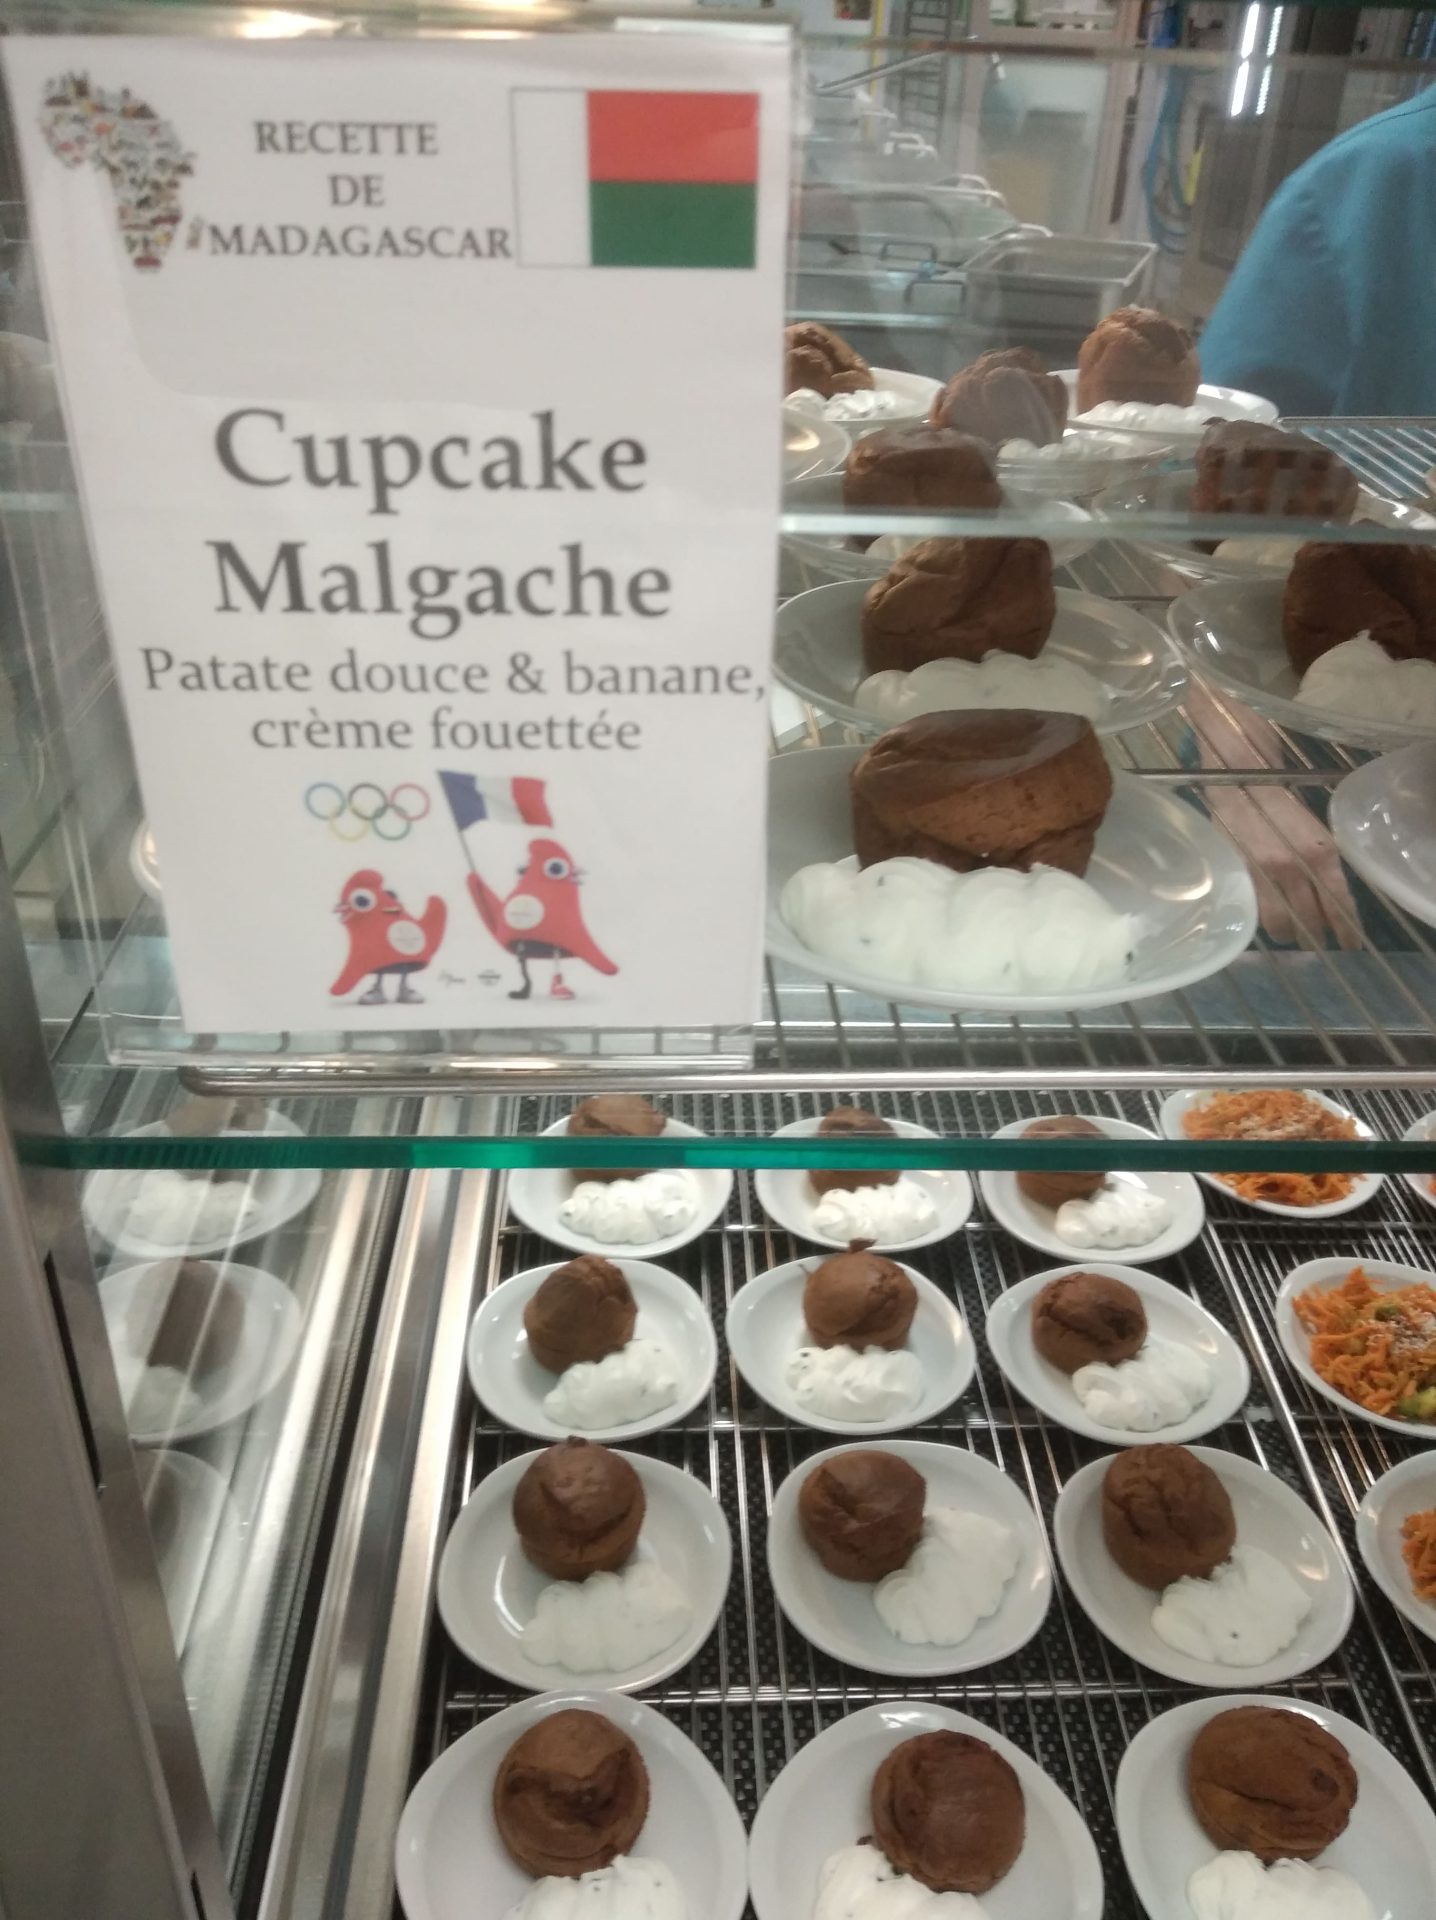 RECETTE
DE
MADAGASCAR
Cupcake
Malgache
Patate douce & banane,
crème fouettée